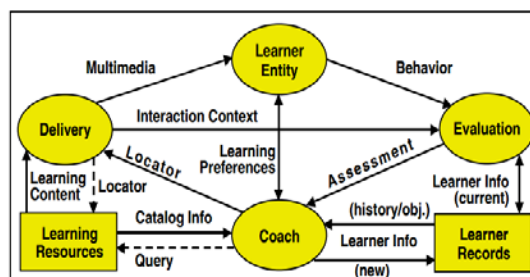 Learner
Entity
Multimedia
Behavior
Delivery
Interaction Context
Evaluation
Learning
Preferences
Locator
Assessment
Learning
Content
Locator
Learner Info
(current)
Catalog Info
(history/obj.)
Learning
Resources
Coach
Learner Info
Learner
Records
Query
(new)